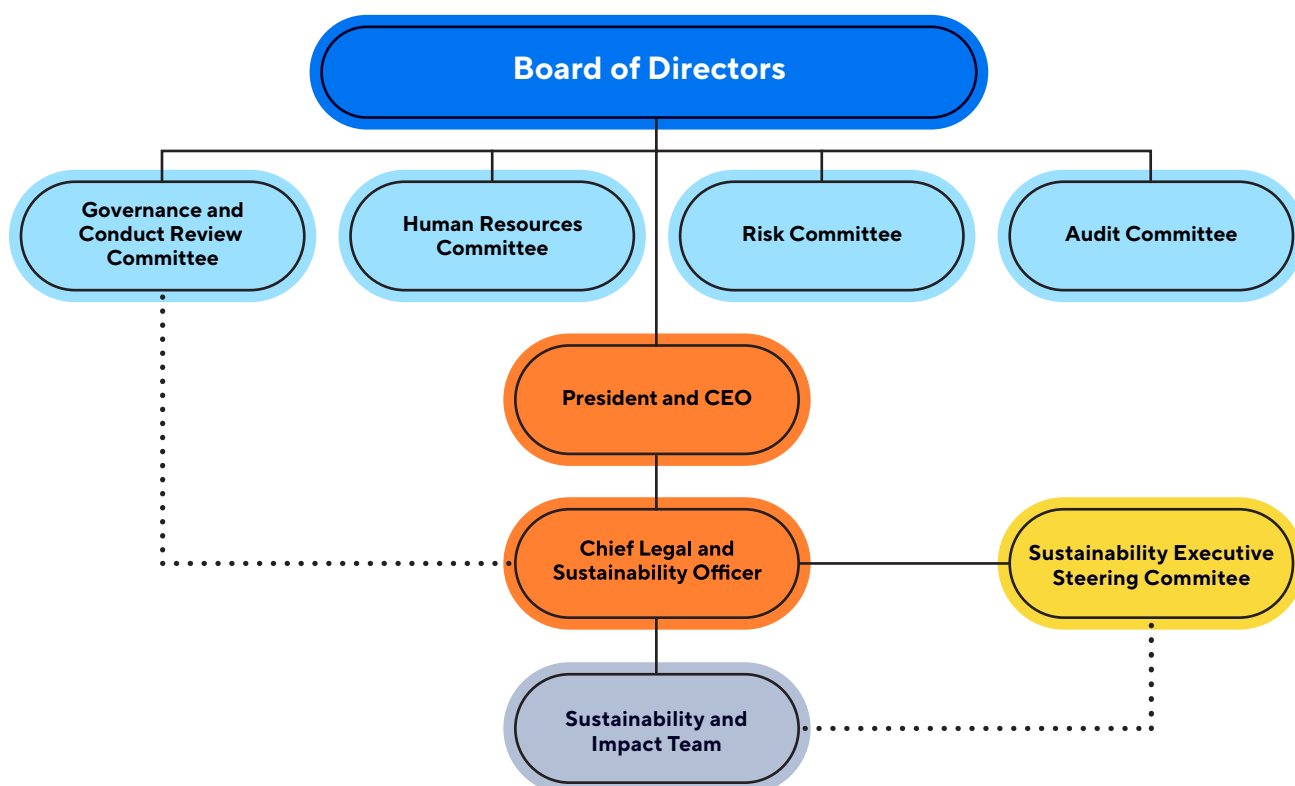 Board of Directors
Governance and
Conduct Review
Committee
Human Resources
Committee
Risk Committee
Audit Committee
President and CEO
Chief Legal and
Sustainability Officer
Sustainability Executive
Steering Commitee
Sustainability and
Impact Team